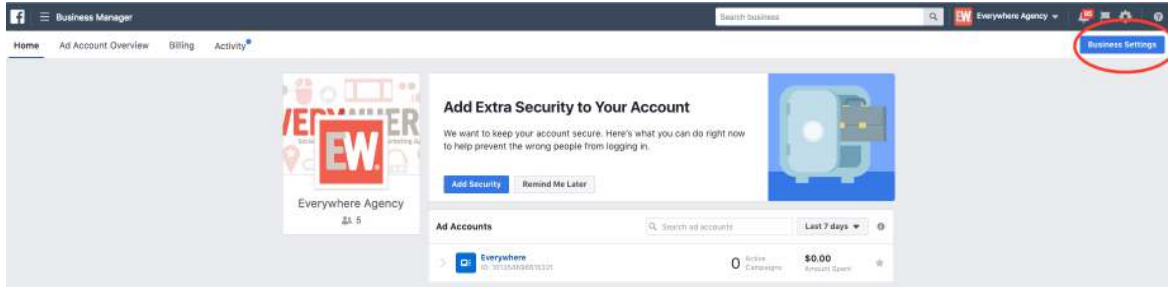 Business Manager
Search business
EW
Everywhere Agency
Home
Ad Account Overview
Billing
Activity
Business Settings
EW.
Everywhere Agency
5
Add Extra Security to Your Account
We want to keep your account secure. Here's what you can do right now
to help prevent the wrong people from logging in.
Add Security
Remind Me Later
Ad Accounts
Search ad accounts
Last 7 days
Everywhere
0
Active
Campaigns
$0.00
Amount Spent